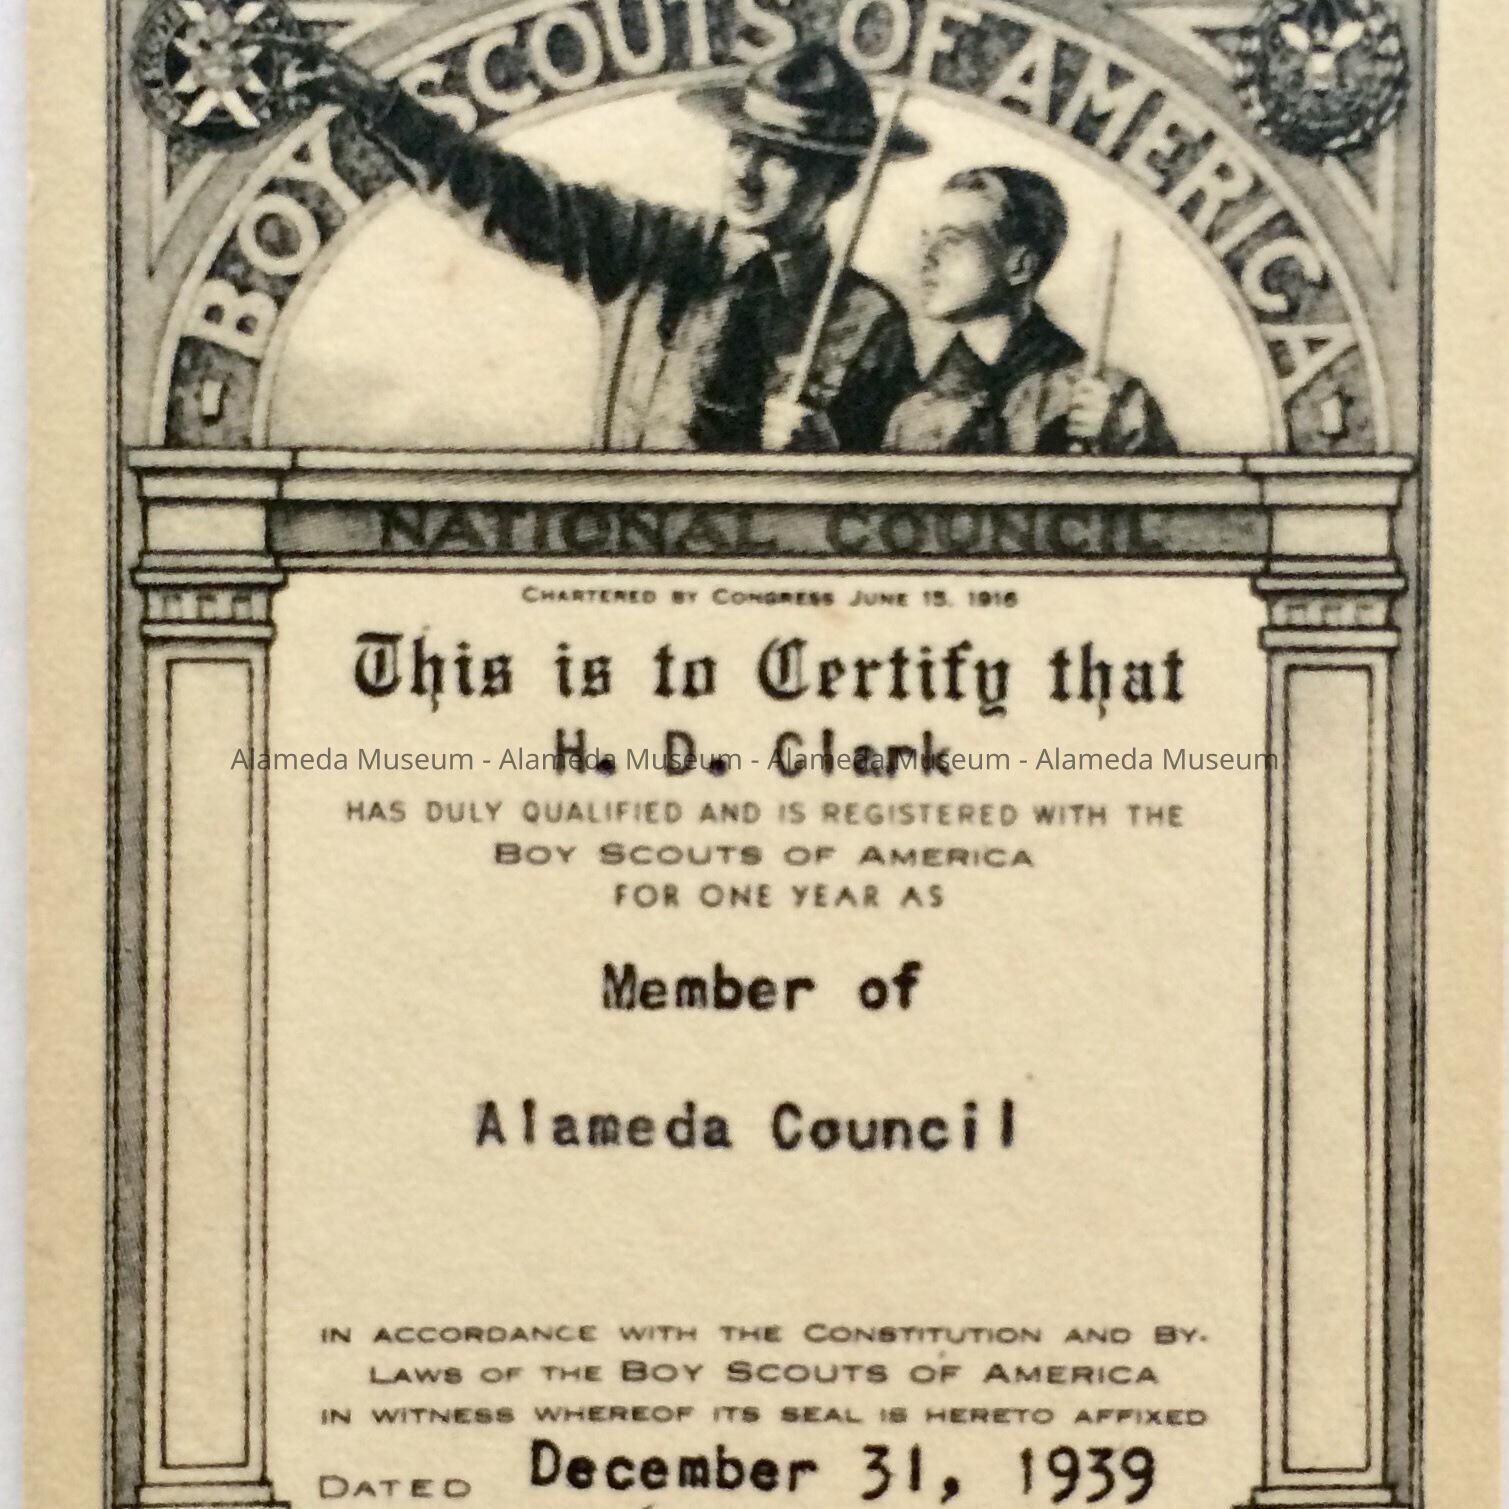 BOY SCOUTS OF AMERICA
NATIONAL COUNCIL
CHARTERED BY CONGRESS JUNE 15, 1916
This is to Certify that
H. D. Clark
Alameda Museum - Alameda Museum - Alameda Museum - Alameda Museum
HAS DULY QUALIFIED AND IS REGISTERED WITH THE
BOY SCOUTS OF AMERICA
FOR ONE YEAR AS
Member of
Alameda Council
IN ACCORDANCE WITH THE CONSTITUTION AND BY-
LAWS OF THE BOY SCOUTS OF AMERICA
IN WITNESS WHEREOF ITS SEAL IS HERETO AFFIXED
DATED December 31, 1939